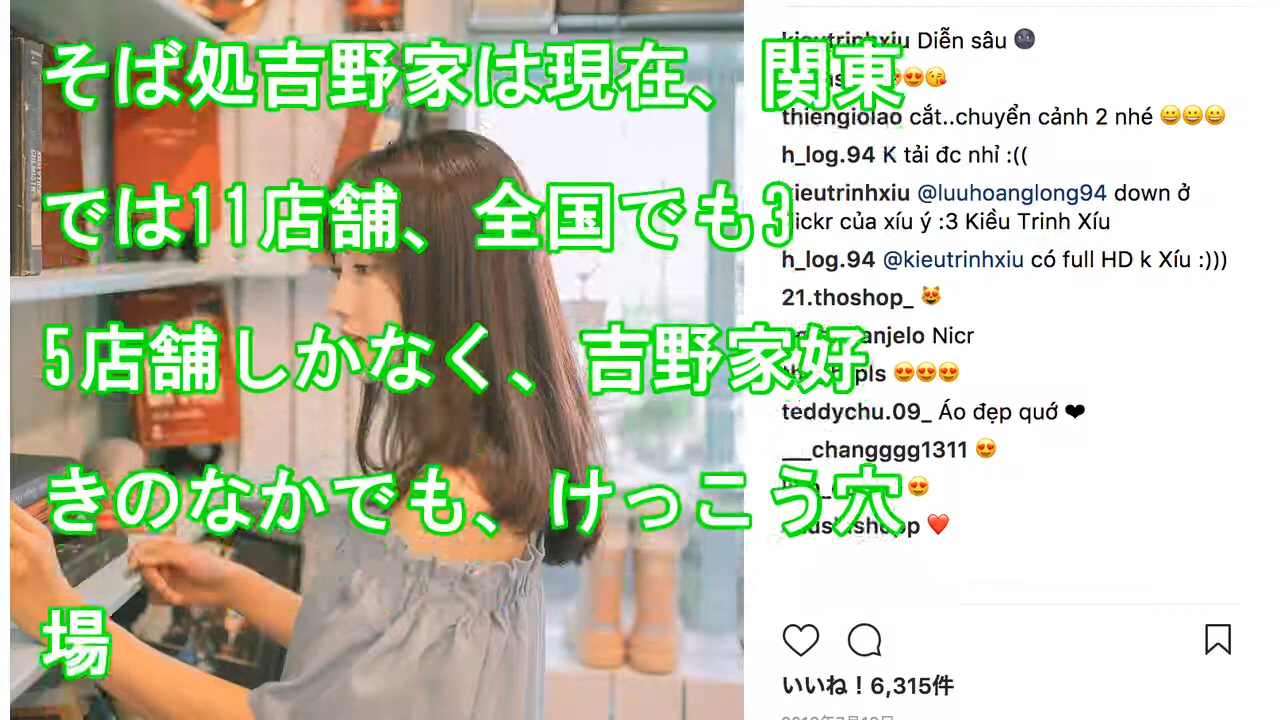 そば処吉野家は現在、関東
では11店舗、全国でも3
5店舗しかなく、吉野家好
きのなかでも、けっこう穴
場
kieutrinhxiu Diễn sâu 🌚
😍😘
thiengiolao cắt..chuyển cảnh 2 nhé 😀😀😀
h_log.94 K tải đc nhỉ :((
kieutrinhxiu @luuhoanglong94 down ở
flickr của xíu ý :3 Kiều Trinh Xíu
h_log.94 @kieutrinhxiu có full HD k Xíu :)))
21.thoshop_ 😻
Nicr
😍😍😍
teddychu.09_ Áo đẹp quớ ❤
___changggg1311 😍
😍
❤️
いいね！6,315件